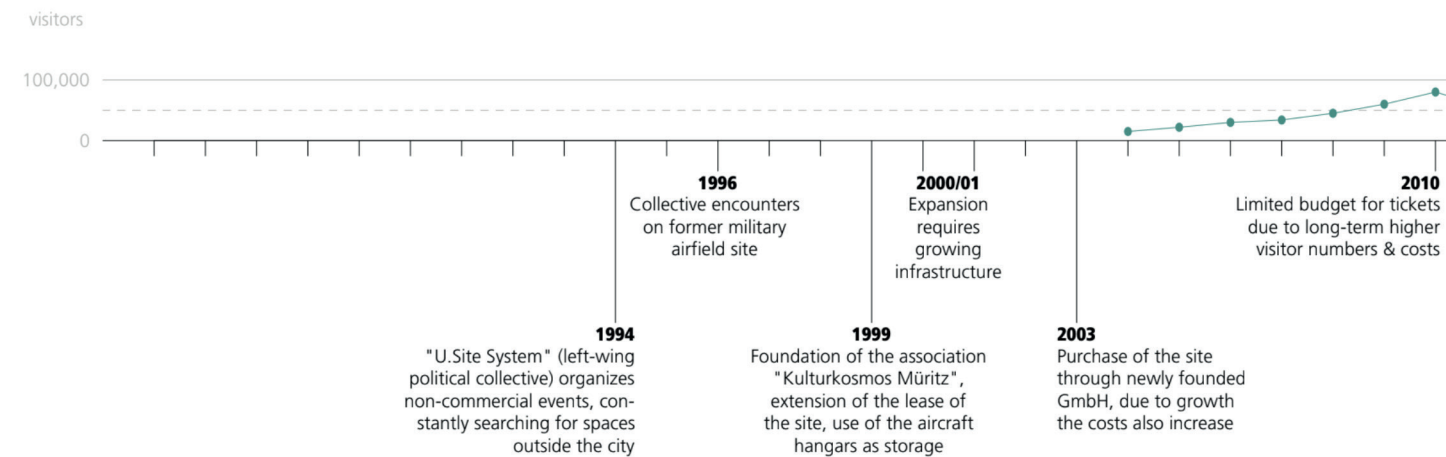 visitors
100,000
0
1996
Collective encounters
on former military
airfield site
2000/01
Expansion
requires
growing
infrastructure
2010
Limited budget for tickets
due to long-term higher
visitor numbers & costs
1994
"U.Site System" (left-wing
political collective) organizes
non-commercial events, con-
stantly searching for spaces
outside the city
1999
Foundation of the association
"Kulturkosmos Müritz",
extension of the lease of
the site, use of the aircraft
hangars as storage
2003
Purchase of the site
through newly founded
GmbH, due to growth
the costs also increase